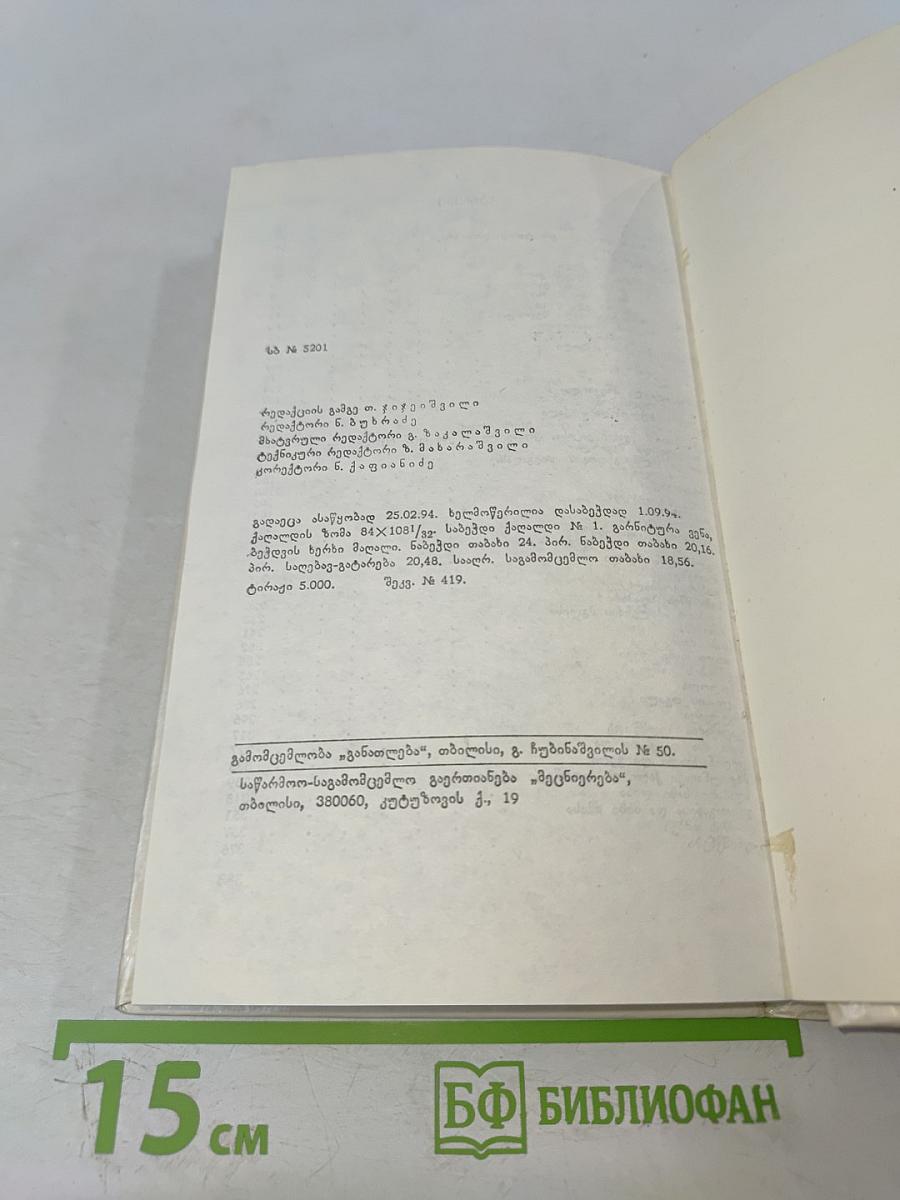 სბ № 5201
რედაქციის გამგე თ. ჯიჯეიშვილი
რედაქტორი ნ. ბუხრაძე
მხატვრული რედაქტორი გ. ზაკალაშვილი
ტექნიკური რედაქტორი ზ. მახარაშვილი
კორექტორი ნ. ქაფიანიძე
გადაეცა ასაწყობად 25.02.94. ხელმოწერილია დასაბეჭდად 1.09.94.
ქაღალდის ზომა 84×108¹/₃₂. საბეჭდი ქაღალდი № 1. გარნიტურა ვენა,
ბეჭდვის ხერხი მაღალი. ნაბეჭდი თაბახი 24. პირ. ნაბეჭდი თაბახი 20,16.
პირ. საღებავ-გატარება 20,48. სააღრ. საგამომცემლო თაბახი 18,56.
ტირაჟი 5.000. შეკვ. № 419.
გამომცემლობა „განათლება“, თბილისი, გ. ჩუბინაშვილის № 50.
საწარმოო-საგამომცემლო გაერთიანება „მეცნიერება“,
თბილისი, 380060, კუტუზოვის ქ., 19
15 см
БФ БИБЛИОФАН